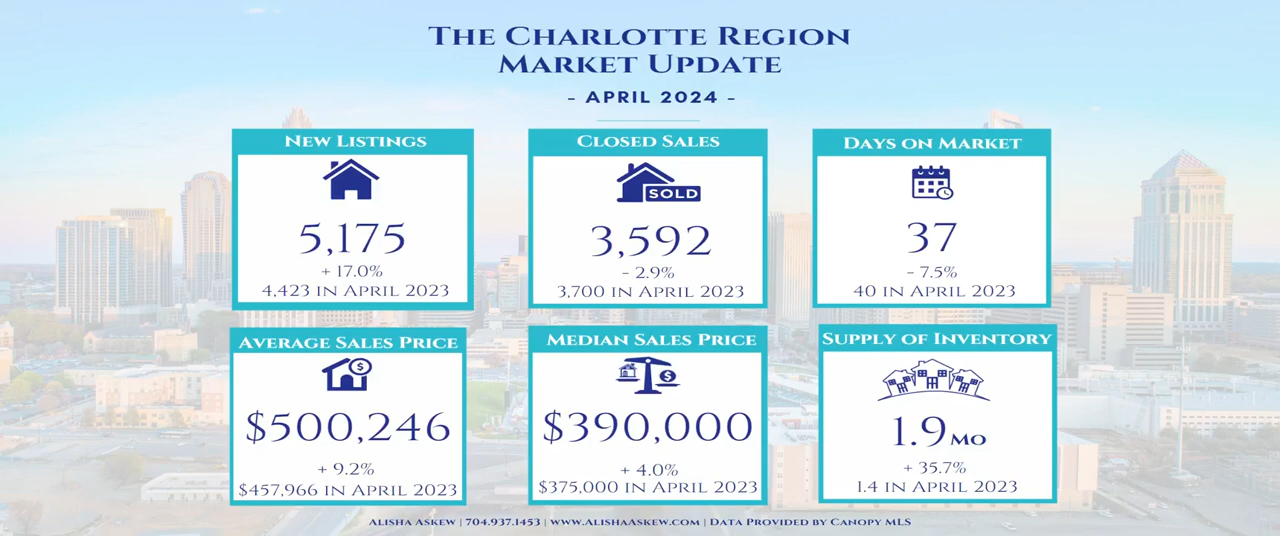 THE CHARLOTTE REGION
MARKET UPDATE
- APRIL 2024 -
NEW LISTINGS
5,175
+ 17.0%
4,423 IN APRIL 2023
CLOSED SALES
SOLD
3,592
- 2.9%
3,700 IN APRIL 2023
DAYS ON MARKET
37
- 7.5%
40 IN APRIL 2023
AVERAGE SALES PRICE
$
$500,246
+ 9.2%
$457,966 IN APRIL 2023
MEDIAN SALES PRICE
$
$390,000
+ 4.0%
$375,000 IN APRIL 2023
SUPPLY OF INVENTORY
1.9 MO
+ 35.7%
1.4 IN APRIL 2023
ALISHA ASKEW | 704.937.1453 | WWW.ALISHAASKEW.COM | DATA PROVIDED BY CANOPY MLS